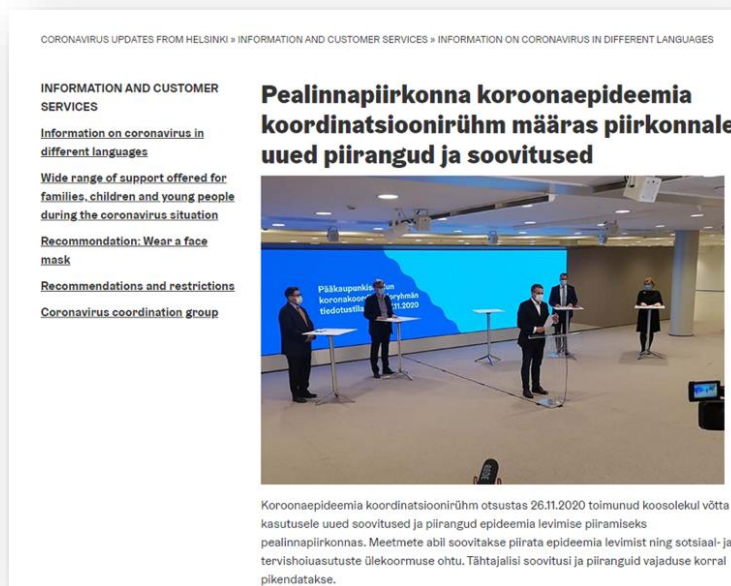 CORONAVIRUS UPDATES FROM HELSINKI » INFORMATION AND CUSTOMER SERVICES » INFORMATION ON CORONAVIRUS IN DIFFERENT LANGUAGES
INFORMATION AND CUSTOMER
SERVICES
Information on coronavirus in
different languages
Wide range of support offered for
families, children and young people
during the coronavirus situation
Recommondation: Wear a face
mask
Recommendations and restrictions
Coronavirus coordination group
Pealinnapiirkonna koroonaepideemia
koordinatsioonirühm määras piirkonnale
uued piirangud ja soovitused
Koroonaepideemia koordinatsioonirühm otsustas 26.11.2020 toimunud koosolekul võtta
kasutusele uued soovitused ja piirangud epideemia levimise piiramiseks
pealinnapiirkonnas. Meetmete abil soovitakse piirata epideemia levimist ning sotsiaal- ja
tervishoiuasutuste ülekoormuse ohtu. Tähtajalisi soovitusi ja piiranguid vajaduse korral
pikendatakse.